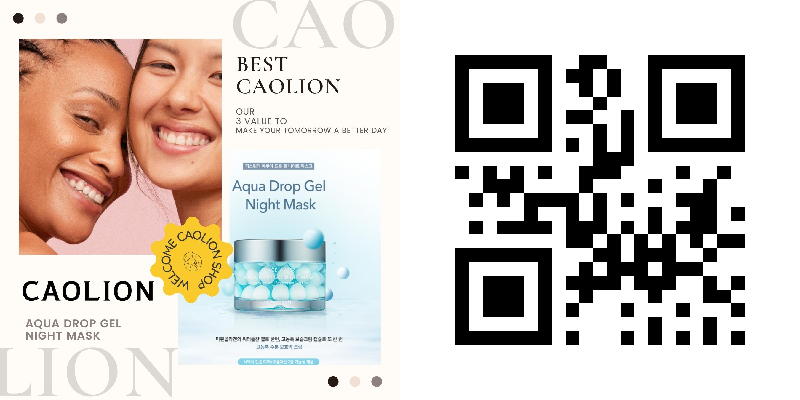 CAO
BEST
CAOLION
OUR
3 VALUE TO
MAKE YOUR TOMORROW A BETTER DAY
Aqua Drop Gel
Night Mask
WELCOME CAOLION SHOP
CAOLION
AQUA DROP GEL
NIGHT MASK
LION